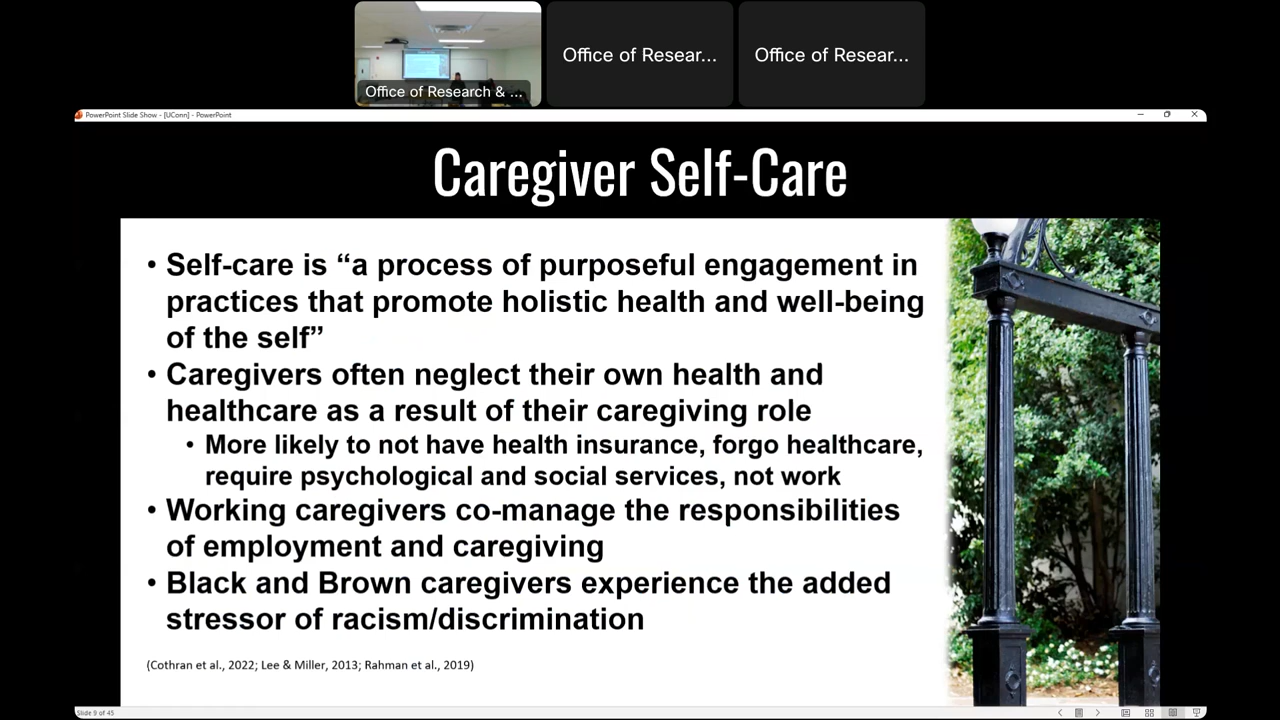 Office of Research & ...
Office of Resear...
Office of Resear...
PowerPoint Slide Show - [UConn] - PowerPoint
Caregiver Self-Care
• Self-care is “a process of purposeful engagement in
practices that promote holistic health and well-being
of the self”
• Caregivers often neglect their own health and
healthcare as a result of their caregiving role
• More likely to not have health insurance, forgo healthcare,
require psychological and social services, not work
• Working caregivers co-manage the responsibilities
of employment and caregiving
• Black and Brown caregivers experience the added
stressor of racism/discrimination
(Cothran et al., 2022; Lee & Miller, 2013; Rahman et al., 2019)
Slide 9 of 45